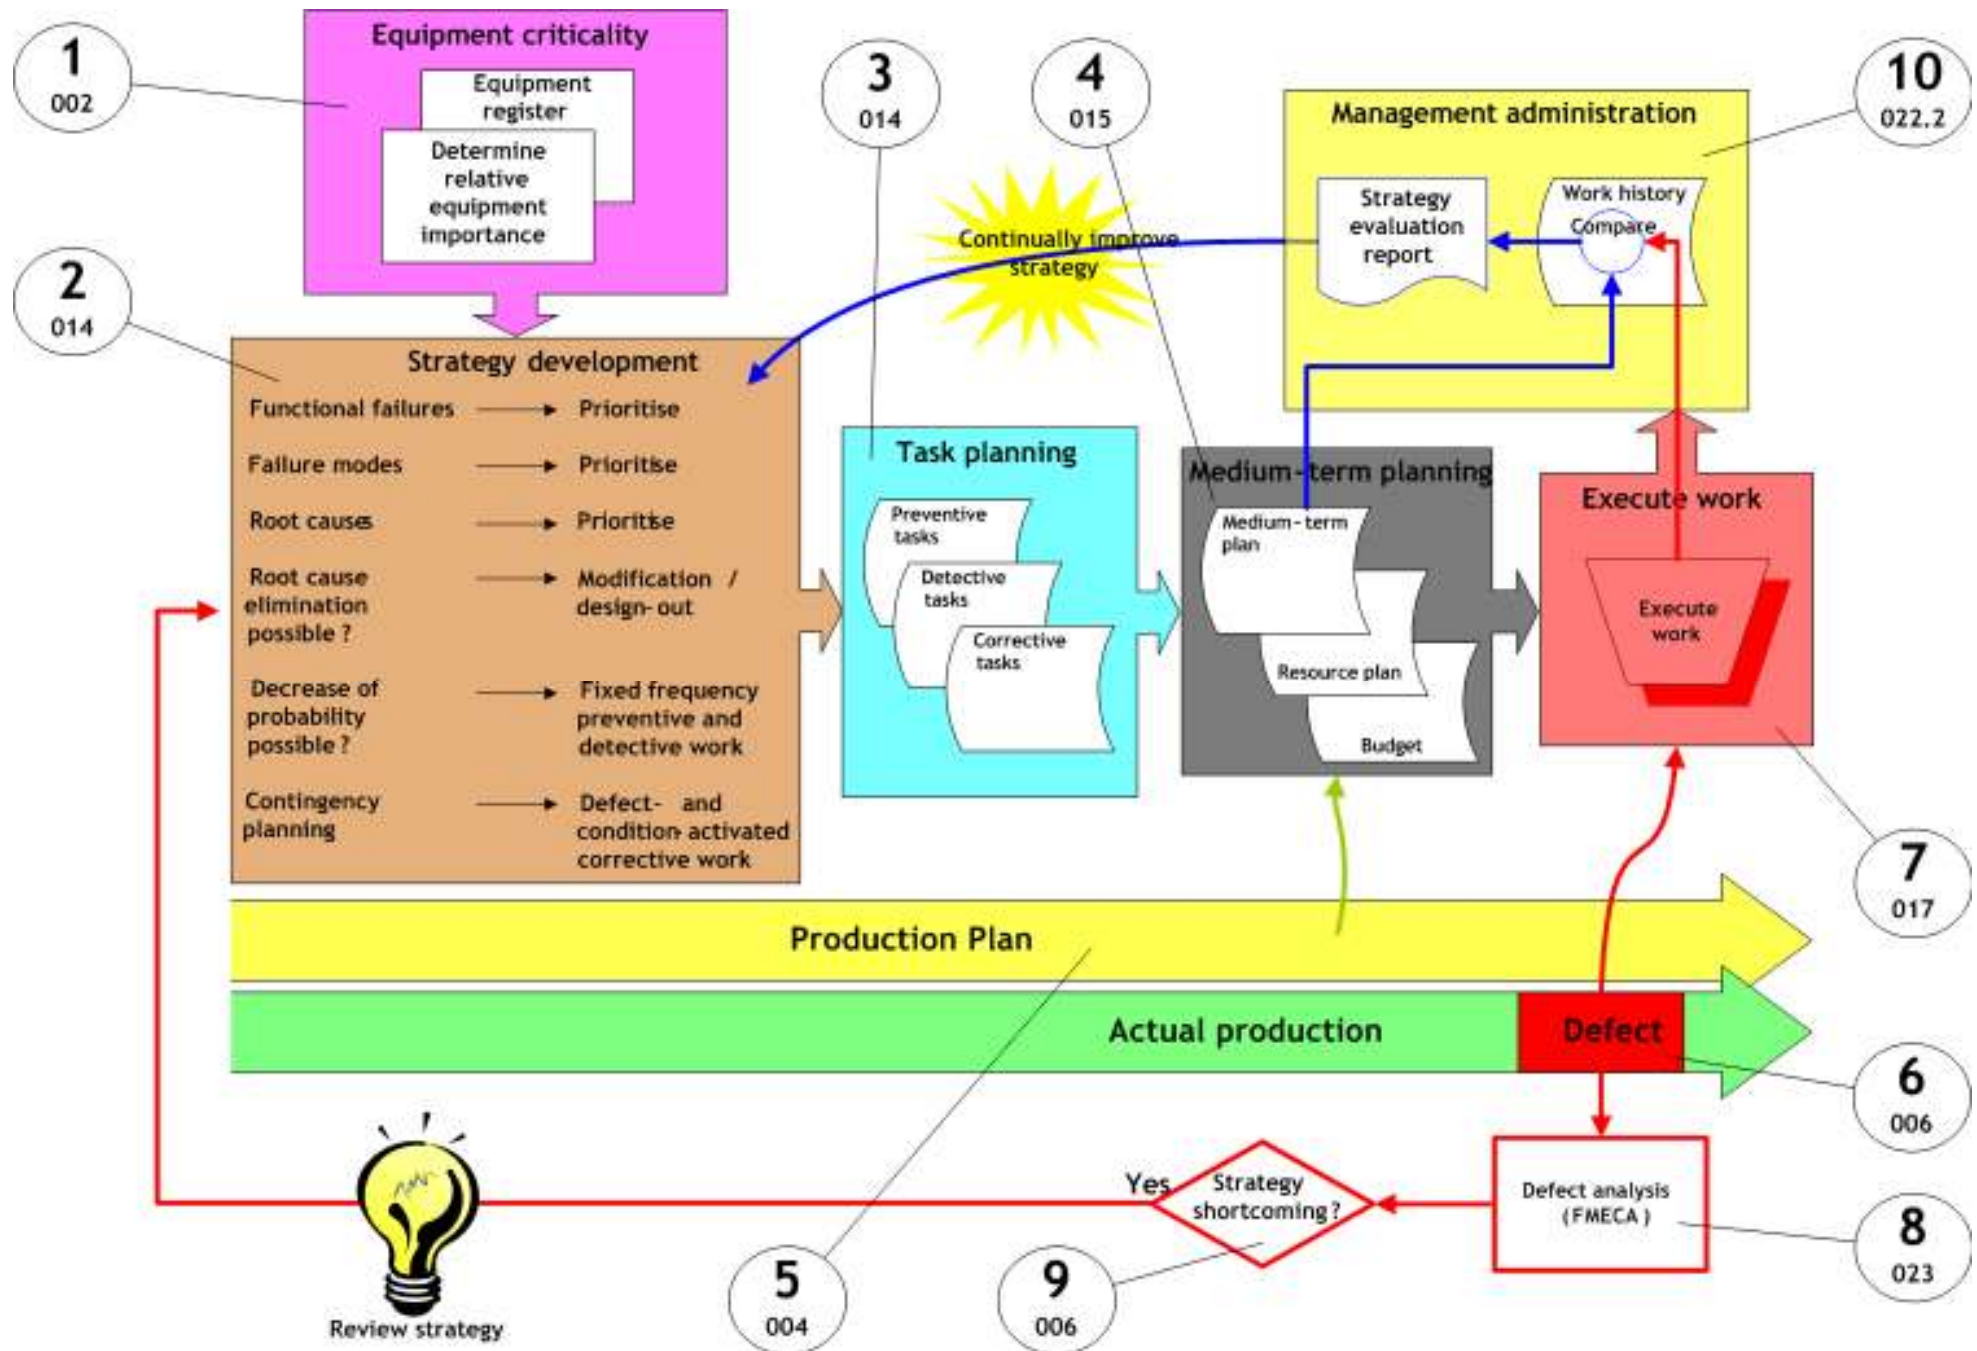 1
002
Equipment criticality
Equipment
register
Determine
relative
equipment
importance
2
014
3
014
4
015
10
022.2
Management administration
Strategy
evaluation
report
Work history
Compare
Continually improve
strategy
Strategy development
Functional failures Prioritise
Failure modes Prioritise
Root causes Prioritise
Root cause
elimination
possible ?
Modification /
design-out
Decrease of
probability
possible ?
Fixed frequency
preventive and
detective work
Contingency
planning
Defect- and
condition-activated
corrective work
Task planning
Preventive
tasks
Detective
tasks
Corrective
tasks
Medium-term planning
Medium-term
plan
Resource plan
Budget
Execute work
Execute
work
7
017
Production Plan
Actual production
Defect
6
006
Yes
Strategy
shortcoming ?
Defect analysis
(FMECA)
8
023
5
004
9
006
Review strategy